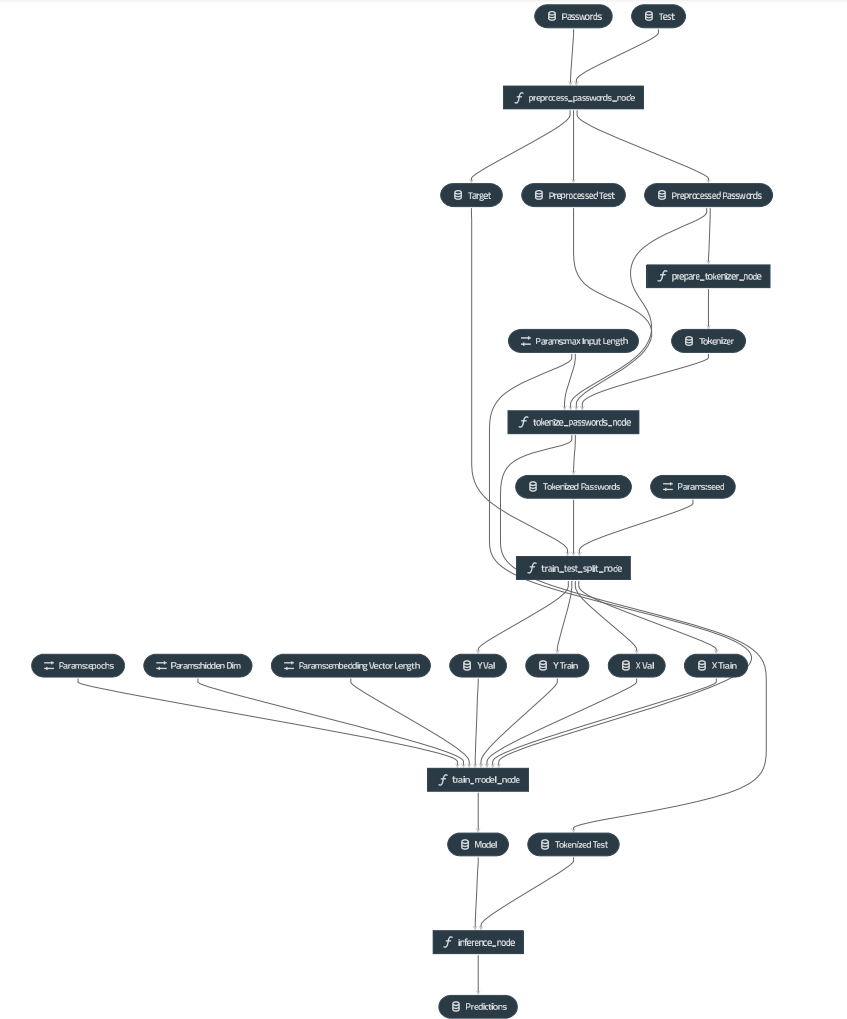 Passwords
Test
preprocess_passwords_node
Target
Preprocessed Test
Preprocessed Passwords
prepare_tokenizer_node
Params:max Input Length
Tokenizer
tokenize_passwords_node
Tokenized Passwords
Params:seed
train_test_split_node
Params:epochs
Params:hidden Dim
Params:embedding Vector Length
Y Val
Y Train
X Val
X Train
train_model_node
Model
Tokenized Test
inference_node
Predictions